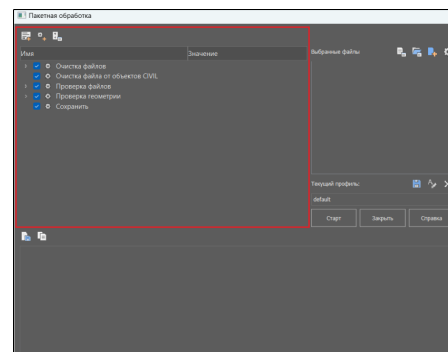 Пакетная обработка
Имя Значение
Очистка файлов
Очистка файла от объектов CIVIL
Проверка файлов
Проверка геометрии
Сохранить
Выбранные файлы
Текущий профиль:
default
Старт Закрыть Справка